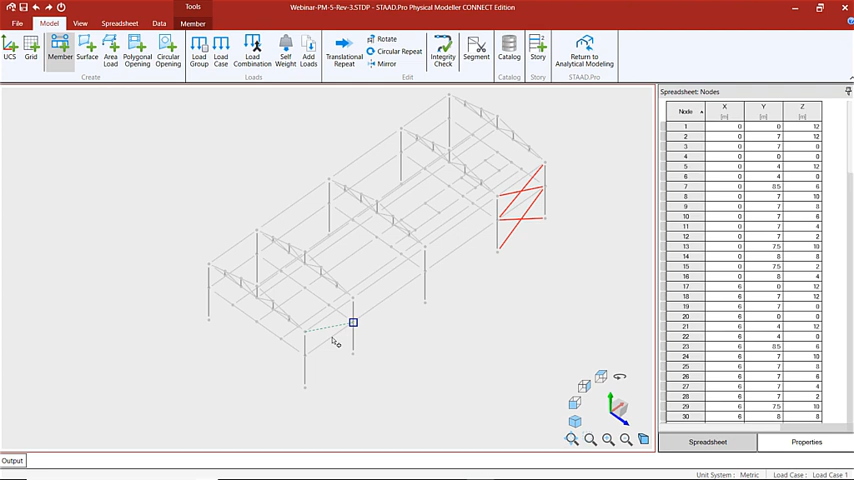 Tools
Webinar-PM-5-Rev-3.STDP - STAAD.Pro Physical Modeller CONNECT Edition
File Model View Spreadsheet Data Member
UCS Grid Member Surface Area Load Polygonal Opening Circular Opening
Load Group Load Case Load Combination Self Weight Add Loads
Translational Repeat Rotate Circular Repeat Mirror
Integrity Check Segment Catalog Story Return to Analytical Modeling
Create Loads Edit Catalog Story STAAD.Pro
Spreadsheet: Nodes
Node X Y Z
[m] [m] [m]
1 0 0 12
2 0 7 12
3 0 7 0
4 0 0 0
5 0 4 12
6 0 4 0
7 0 8.5 6
8 0 7 10
9 0 7 8
10 0 7 6
11 0 7 4
12 0 7 2
13 0 7.5 10
14 0 8 8
15 0 7.5 2
16 0 8 4
17 6 0 12
18 6 7 12
19 6 7 0
20 6 0 0
21 6 4 12
22 6 4 0
23 6 8.5 6
24 6 7 10
25 6 7 8
26 6 7 6
27 6 7 4
28 6 7 2
29 6 7.5 10
30 6 8 8
Spreadsheet Properties
Output
Unit System: Metric Load Case: Load Case 1